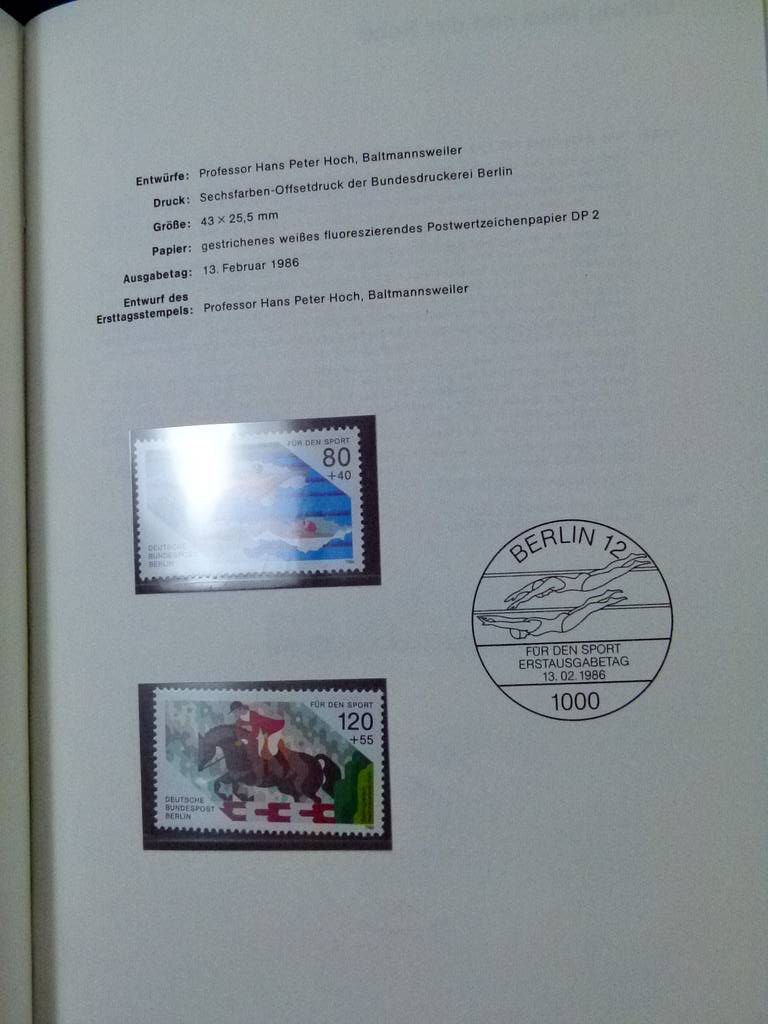 Entwürfe: Professor Hans Peter Hoch, Baltmannsweiler
Druck: Sechsfarben-Offsetdruck der Bundesdruckerei Berlin
Größe: 43 × 25,5 mm
Papier: gestrichenes weißes fluoreszierendes Postwertzeichenpapier DP 2
Ausgabetag: 13. Februar 1986
Entwurf des
Ersttagsstempels: Professor Hans Peter Hoch, Baltmannsweiler
FÜR DEN SPORT
80
+40
DEUTSCHE
BUNDESPOST
BERLIN
BERLIN 12
FÜR DEN SPORT
ERSTAUSGABETAG
13.02.1986
1000
FÜR DEN SPORT
120
+55
DEUTSCHE
BUNDESPOST
BERLIN